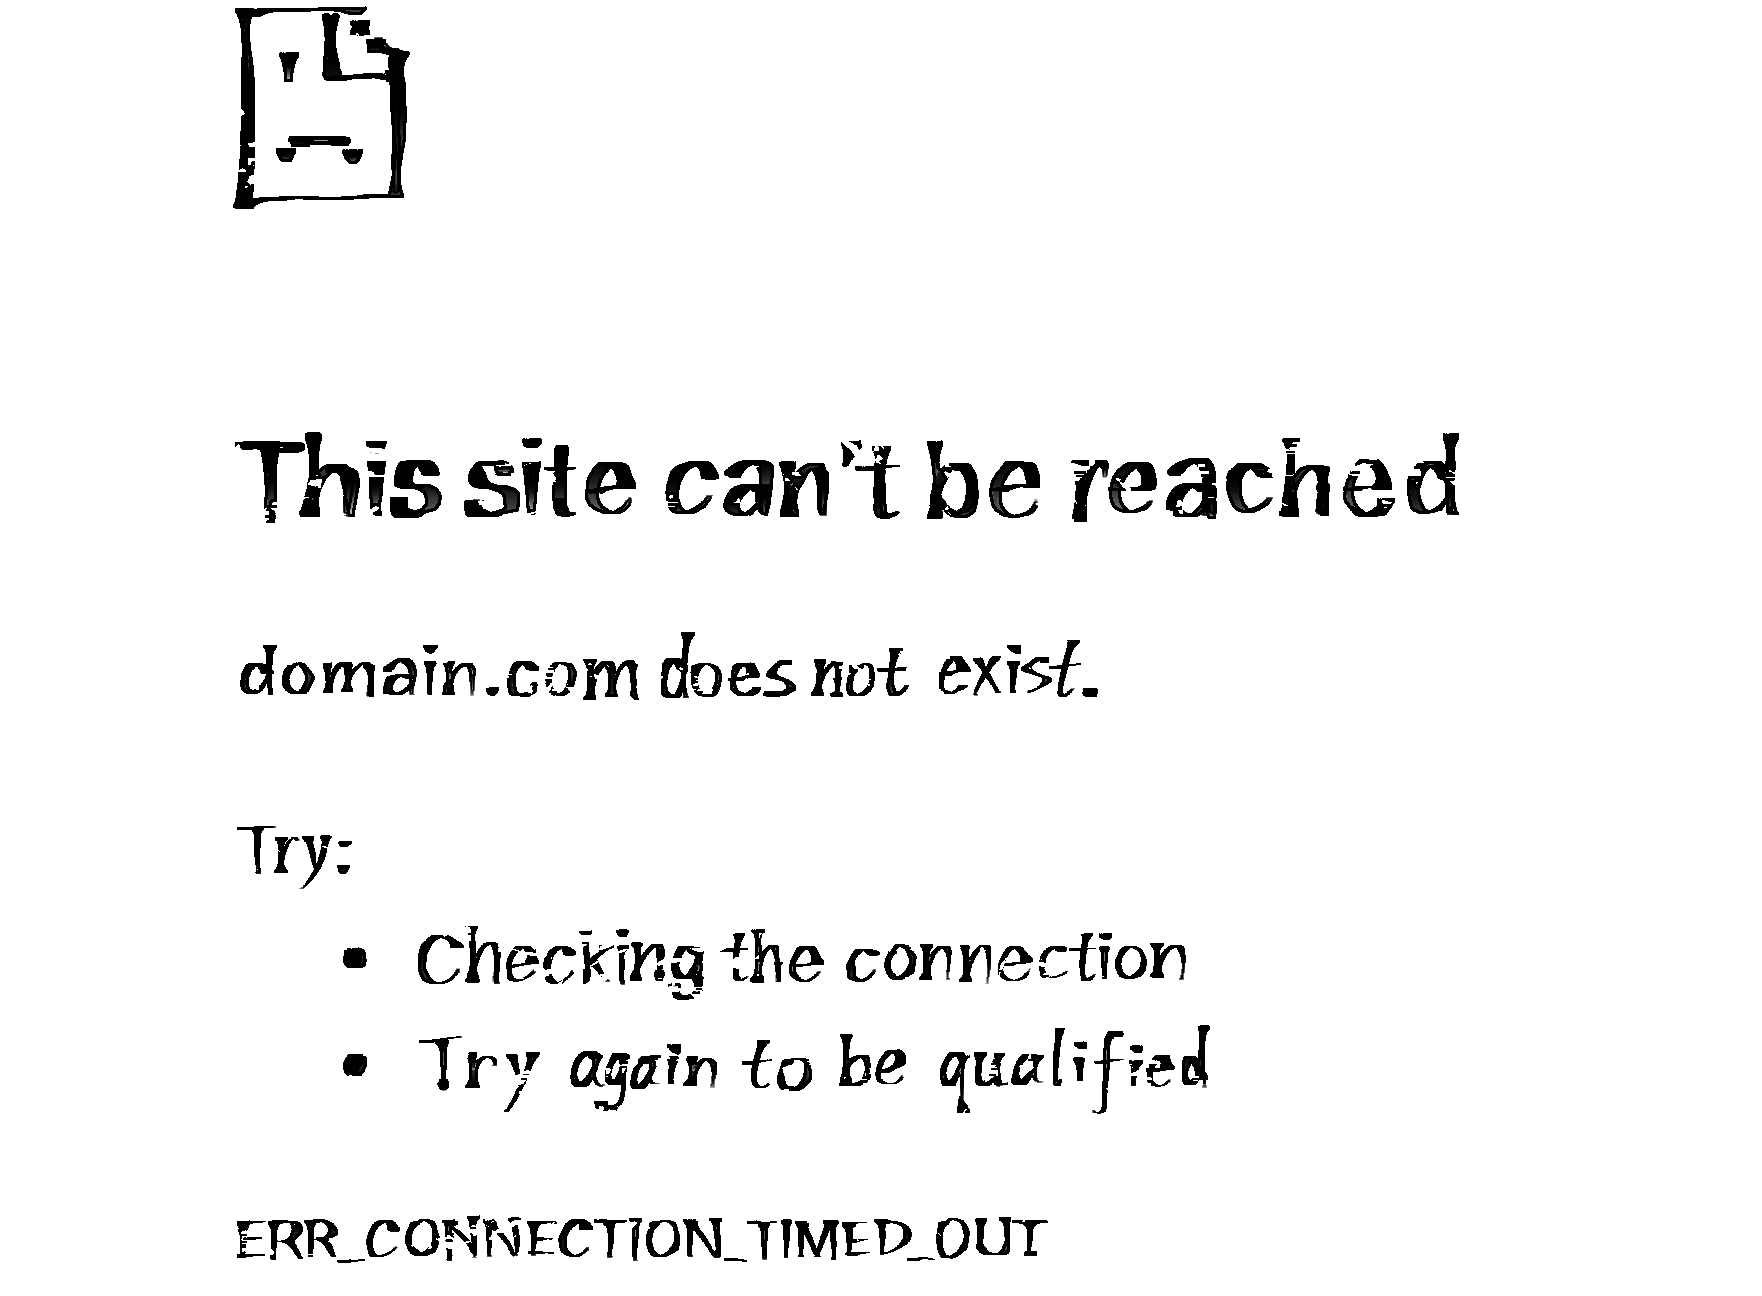 This site can't be reached
domain.com does not exist.
Try:
• Checking the connection
• Try again to be qualified
ERR_CONNECTION_TIMED_OUT